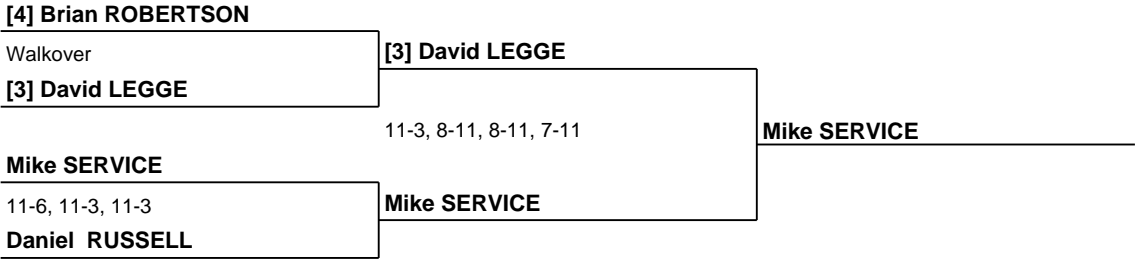 [4] Brian ROBERTSON
Walkover
[3] David LEGGE
[3] David LEGGE
11-3, 8-11, 8-11, 7-11
Mike SERVICE
Mike SERVICE
11-6, 11-3, 11-3
Mike SERVICE
Daniel RUSSELL